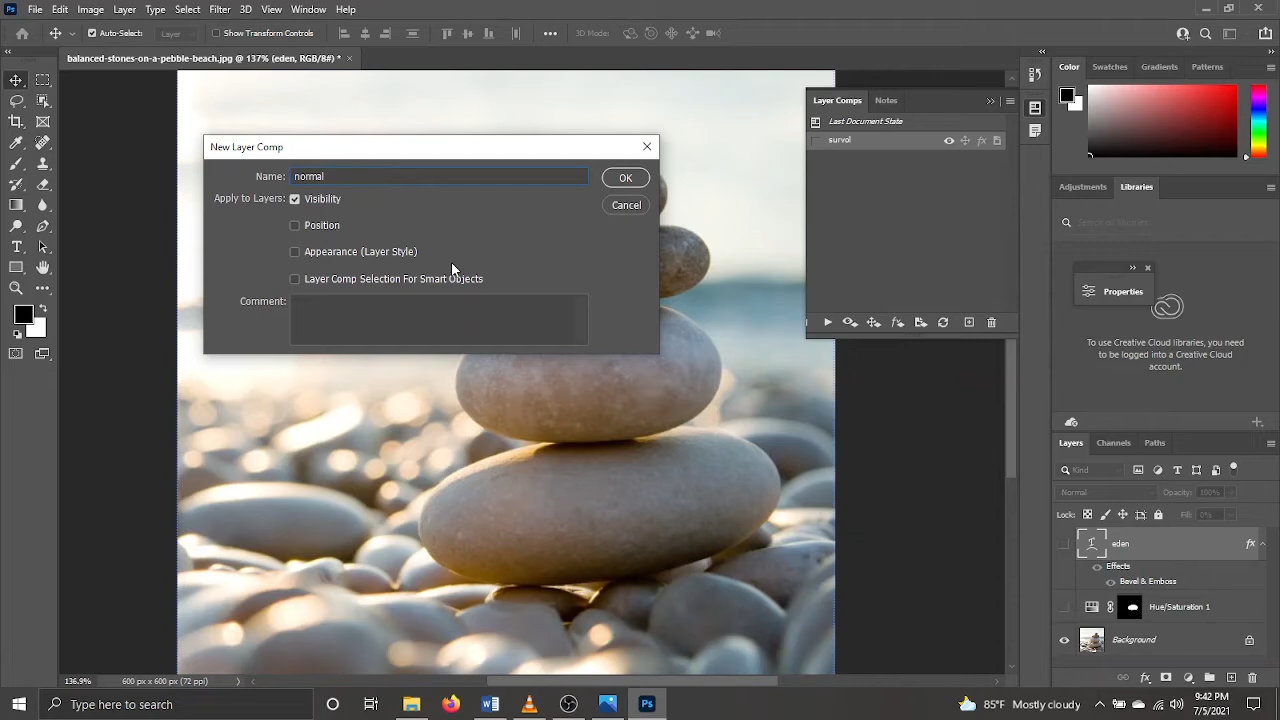 Ps File Edit Image Layer Type Select Filter 3D View Plugins Window Help
Auto-Select: Layer Show Transform Controls 3D Mode:
balanced-stones-on-a-pebble-beach.jpg @ 137% (eden, RGB/8#) *
New Layer Comp
Name: normal OK
Apply to Layers: Visibility Cancel
Position
Appearance (Layer Style)
Layer Comp Selection For Smart Objects
Comment:
Layer Comps Notes
Last Document State
survol
Color Swatches Gradients Patterns
Adjustments Libraries
Search all libraries
Properties
To use Creative Cloud libraries, you need
to be logged into a Creative Cloud
account.
Layers Channels Paths
Kind
Normal Opacity: 100%
Lock: Fill: 0%
eden fx
Effects
Bevel & Emboss
Hue/Saturation 1
Background
136.9% 600 px x 600 px (72 ppi)
Type here to search
85°F Mostly cloudy
9:42 PM
7/5/2021